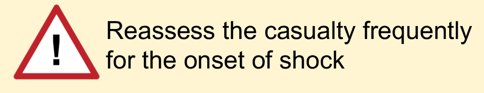 Reassess the casualty frequently
for the onset of shock